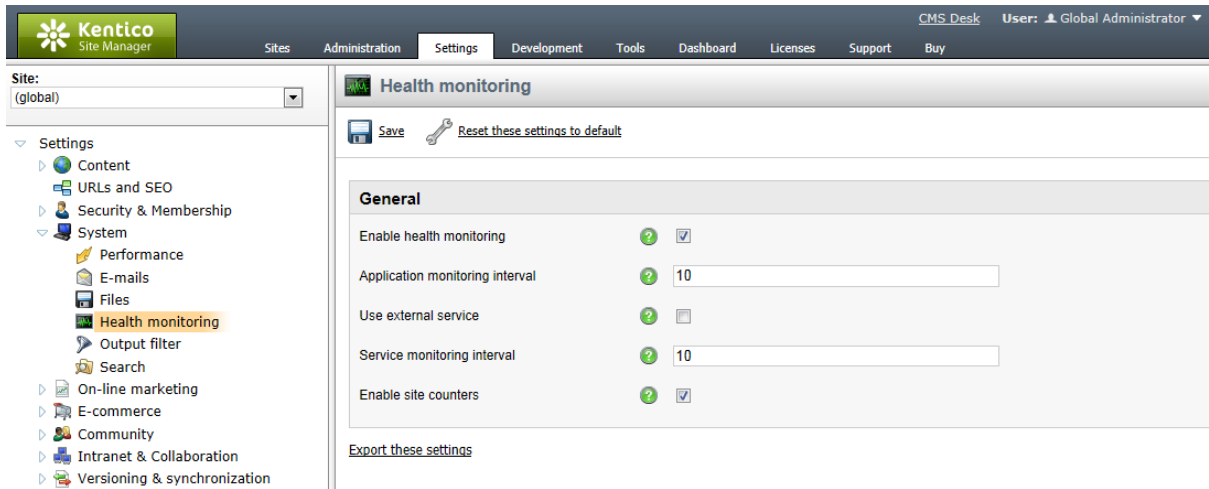 CMS Desk User: Global Administrator
Kentico
Site Manager
Sites Administration Settings Development Tools Dashboard Licenses Support Buy
Site:
(global)
Settings
Content
URLs and SEO
Security & Membership
System
Performance
E-mails
Files
Health monitoring
Output filter
Search
On-line marketing
E-commerce
Community
Intranet & Collaboration
Versioning & synchronization
Health monitoring
Save Reset these settings to default
General
Enable health monitoring
Application monitoring interval 10
Use external service
Service monitoring interval 10
Enable site counters
Export these settings